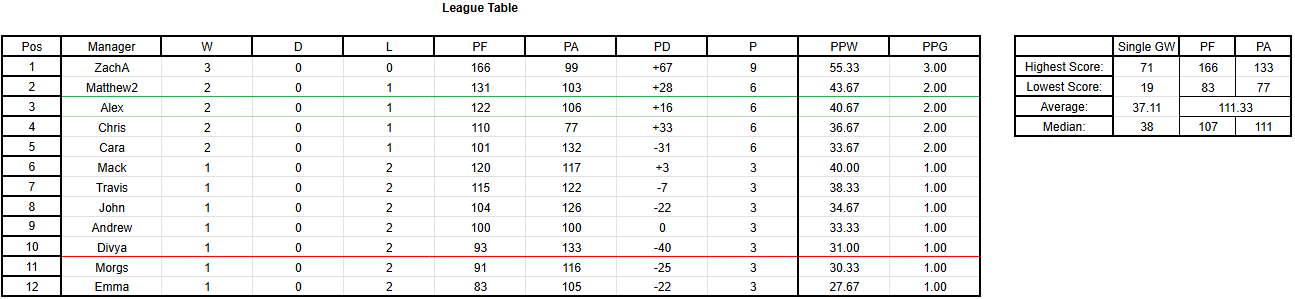 League Table
Pos Manager W D L PF PA PD P PPW PPG
1 ZachA 3 0 0 166 99 +67 9 55.33 3.00
2 Matthew2 2 0 1 131 103 +28 6 43.67 2.00
3 Alex 2 0 1 122 106 +16 6 40.67 2.00
4 Chris 2 0 1 110 77 +33 6 36.67 2.00
5 Cara 2 0 1 101 132 -31 6 33.67 2.00
6 Mack 1 0 2 120 117 +3 3 40.00 1.00
7 Travis 1 0 2 115 122 -7 3 38.33 1.00
8 John 1 0 2 104 126 -22 3 34.67 1.00
9 Andrew 1 0 2 100 100 0 3 33.33 1.00
10 Divya 1 0 2 93 133 -40 3 31.00 1.00
11 Morgs 1 0 2 91 116 -25 3 30.33 1.00
12 Emma 1 0 2 83 105 -22 3 27.67 1.00
Single GW PF PA
Highest Score: 71 166 133
Lowest Score: 19 83 77
Average: 37.11 111.33
Median: 38 107 111